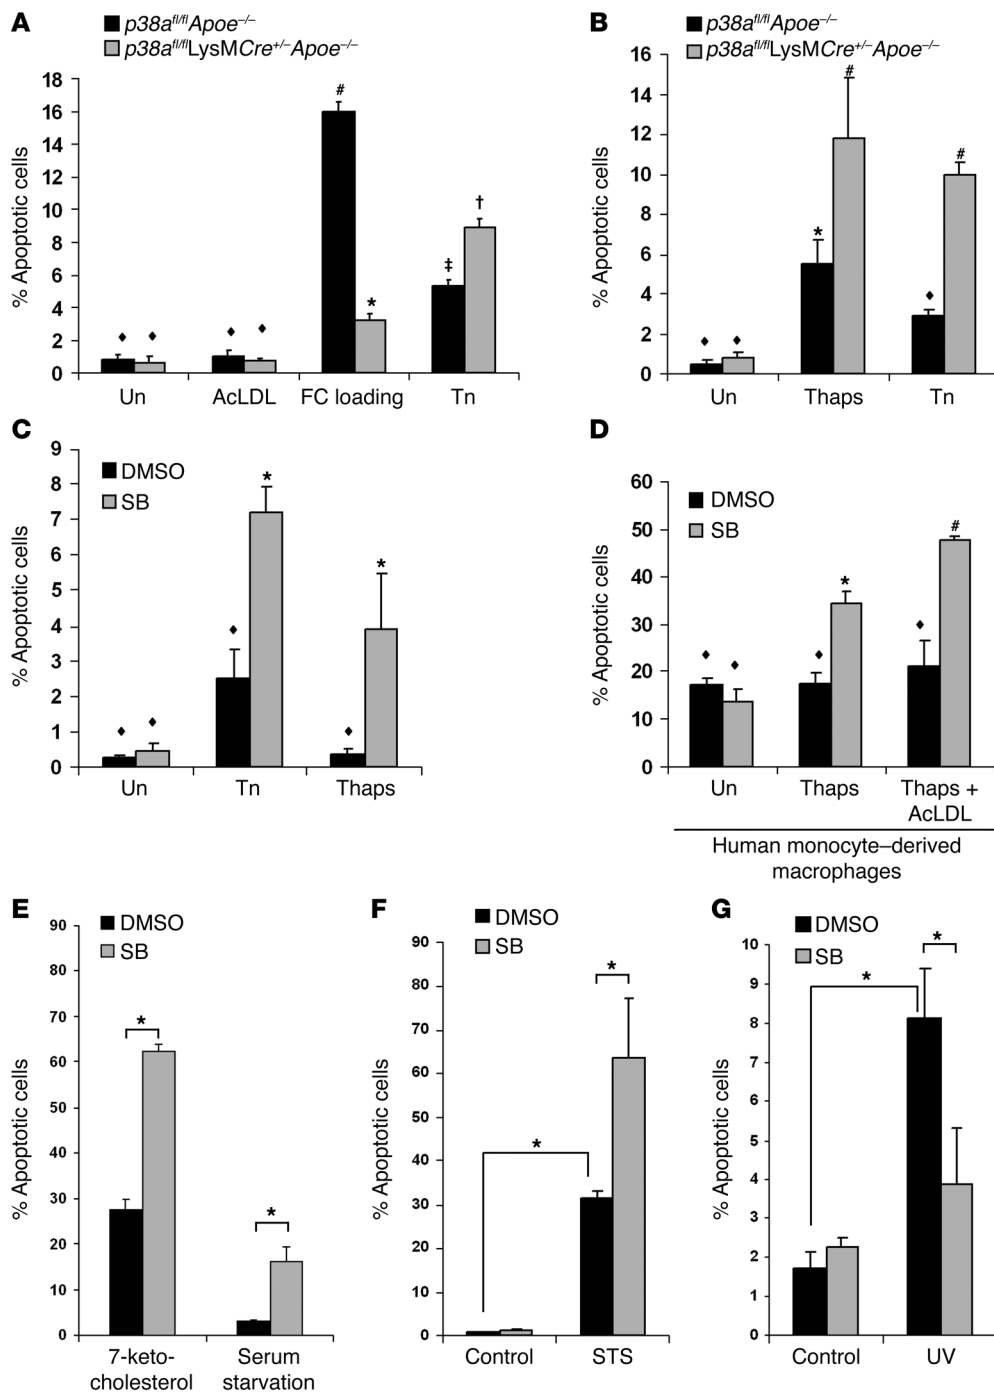 A
p38a^fl/fl Apoe^–/–
p38a^fl/fl LysMCre^+/– Apoe^–/–
% Apoptotic cells
18
16
14
12
10
8
6
4
2
0
♦ ♦ ♦ ♦ # * ‡ †
Un AcLDL FC loading Tn
B
p38a^fl/fl Apoe^–/–
p38a^fl/fl LysMCre^+/– Apoe^–/–
% Apoptotic cells
16
14
12
10
8
6
4
2
0
♦ ♦ * # ♦ #
Un Thaps Tn
C
DMSO
SB
% Apoptotic cells
9
8
7
6
5
4
3
2
1
0
♦ ♦ ♦ * ♦ *
Un Tn Thaps
D
DMSO
SB
% Apoptotic cells
60
50
40
30
20
10
0
♦ ♦ ♦ * ♦ #
Un Thaps Thaps +
AcLDL
Human monocyte–derived
macrophages
E
DMSO
SB
% Apoptotic cells
90
80
70
60
50
40
30
20
10
0
* *
7-keto-
cholesterol
Serum
starvation
F
DMSO
SB
% Apoptotic cells
90
80
70
60
50
40
30
20
10
0
* *
Control STS
G
DMSO
SB
% Apoptotic cells
10
9
8
7
6
5
4
3
2
1
0
* *
Control UV